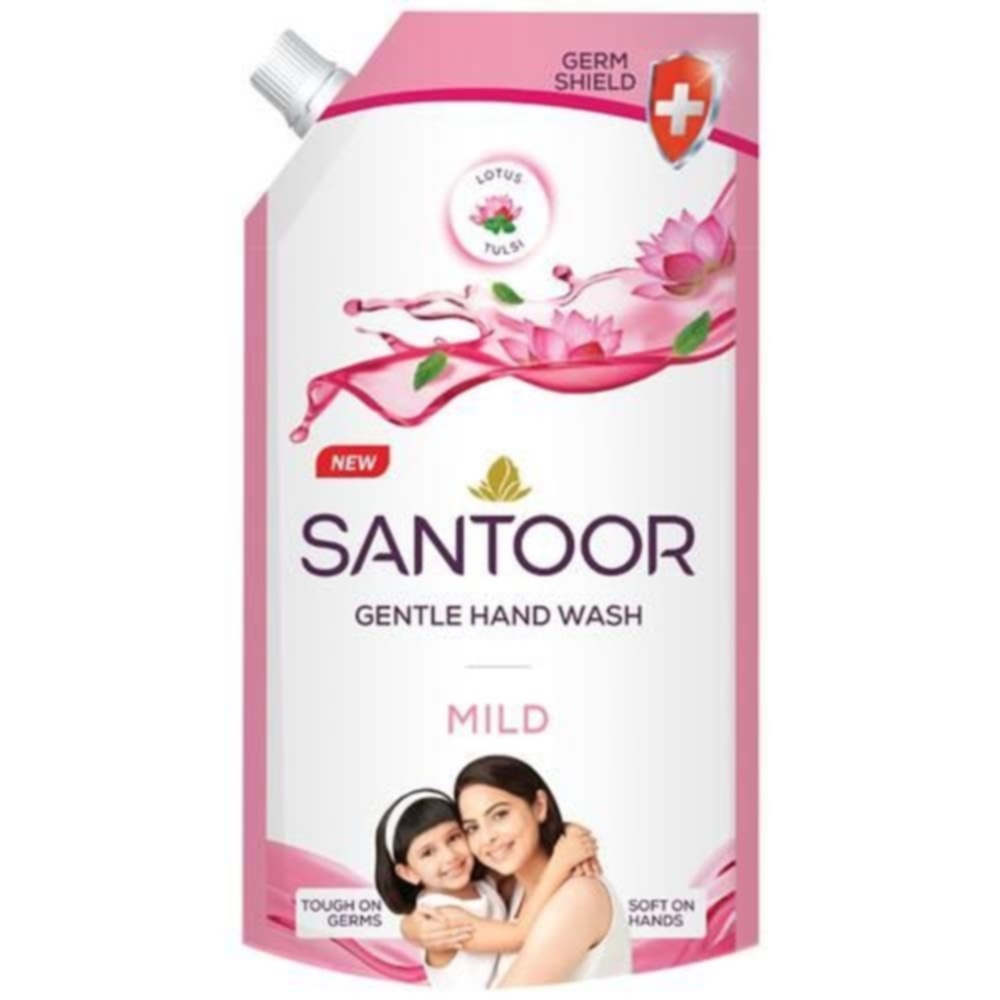 GERM
SHIELD
LOTUS
TULSI
NEW
SANTOOR
GENTLE HAND WASH
MILD
TOUGH ON
GERMS
SOFT ON
HANDS